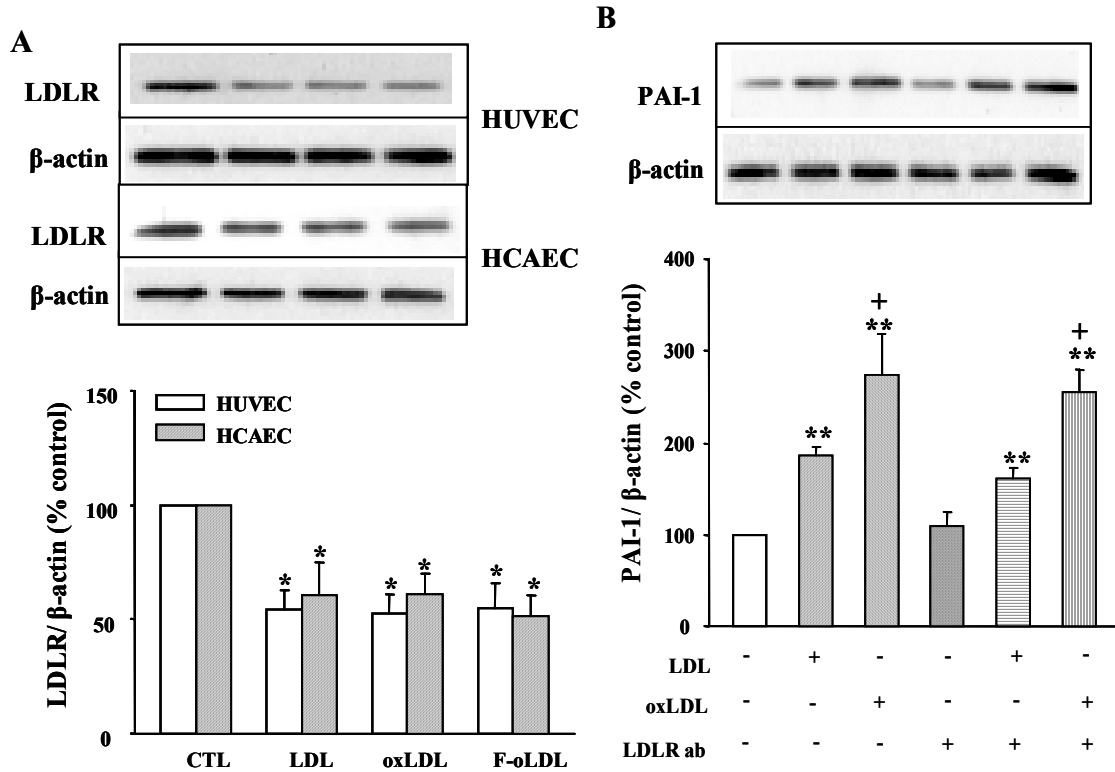 A
LDLR
HUVEC
β-actin
LDLR
HCAEC
β-actin
LDLR/ β-actin (% control)
150
100
50
0
HUVEC
HCAEC
* * * * * *
CTL LDL oxLDL F-oLDL
B
PAI-1
β-actin
PAI-1/ β-actin (% control)
400
300
200
100
0
+ +
** ** ** **
LDL - + - - + -
oxLDL - - + - - +
LDLR ab - - - + + +